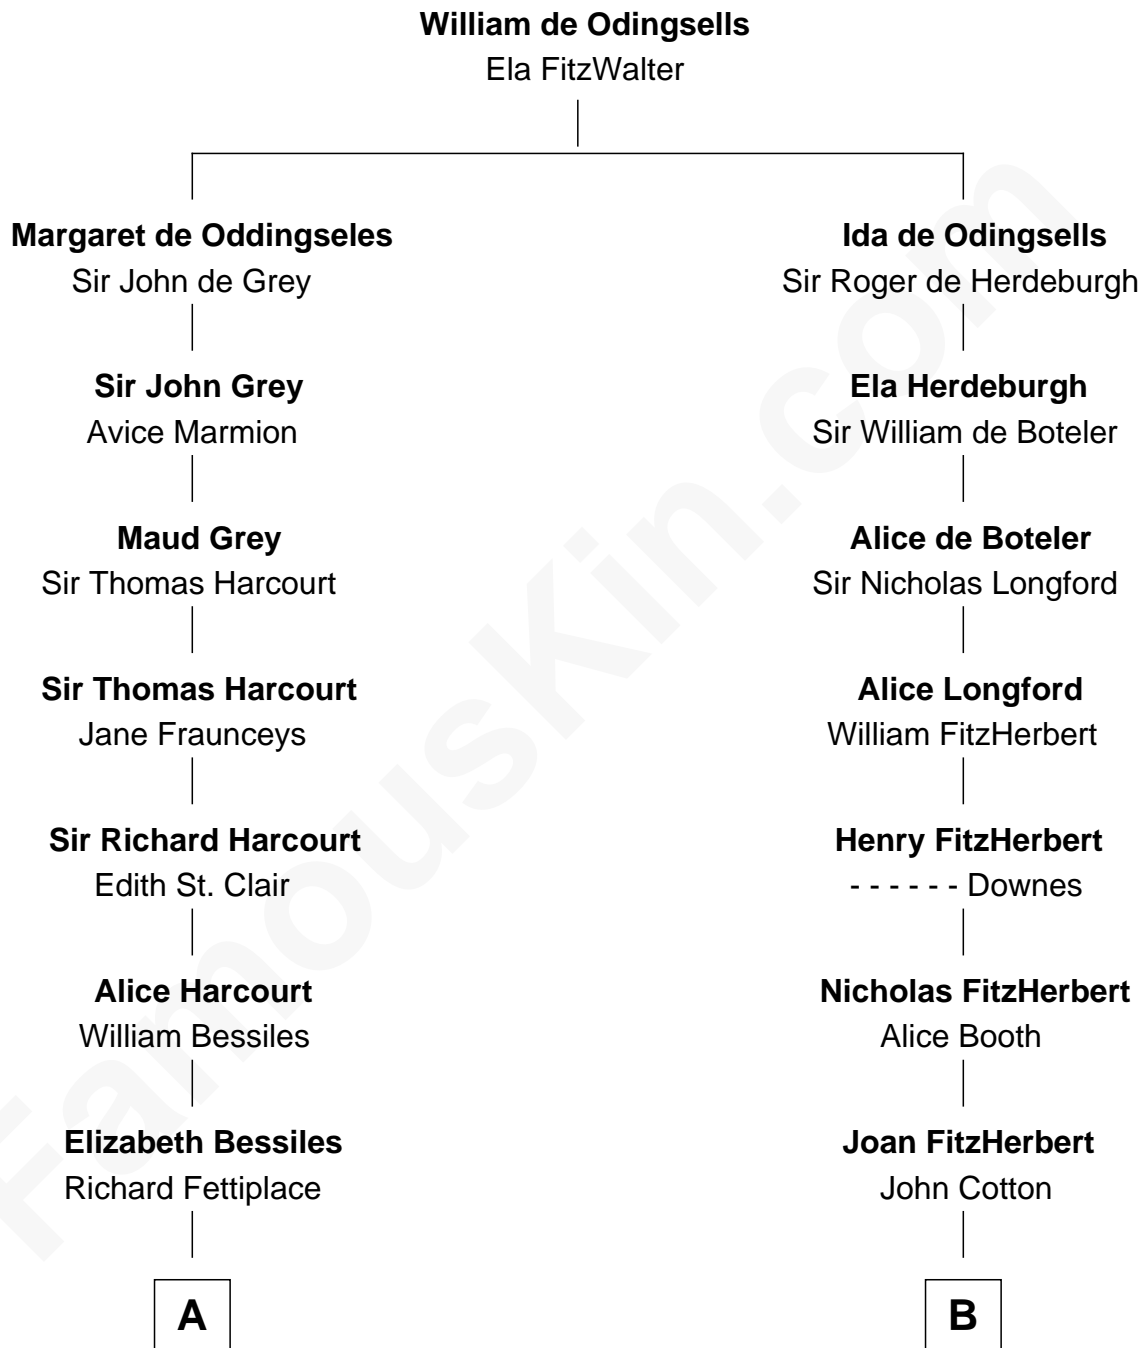 William de Odingsells
Ela FitzWalter
Margaret de Oddingseles
Sir John de Grey
Sir John Grey
Avice Marmion
Maud Grey
Sir Thomas Harcourt
Sir Thomas Harcourt
Jane Fraunceys
Sir Richard Harcourt
Edith St. Clair
Alice Harcourt
William Bessiles
Elizabeth Bessiles
Richard Fettiplace
A
Ida de Odingsells
Sir Roger de Herdeburgh
Ela Herdeburgh
Sir William de Boteler
Alice de Boteler
Sir Nicholas Longford
Alice Longford
William FitzHerbert
Henry FitzHerbert
- - - - - - Downes
Nicholas FitzHerbert
Alice Booth
Joan FitzHerbert
John Cotton
B
FamousKin.com